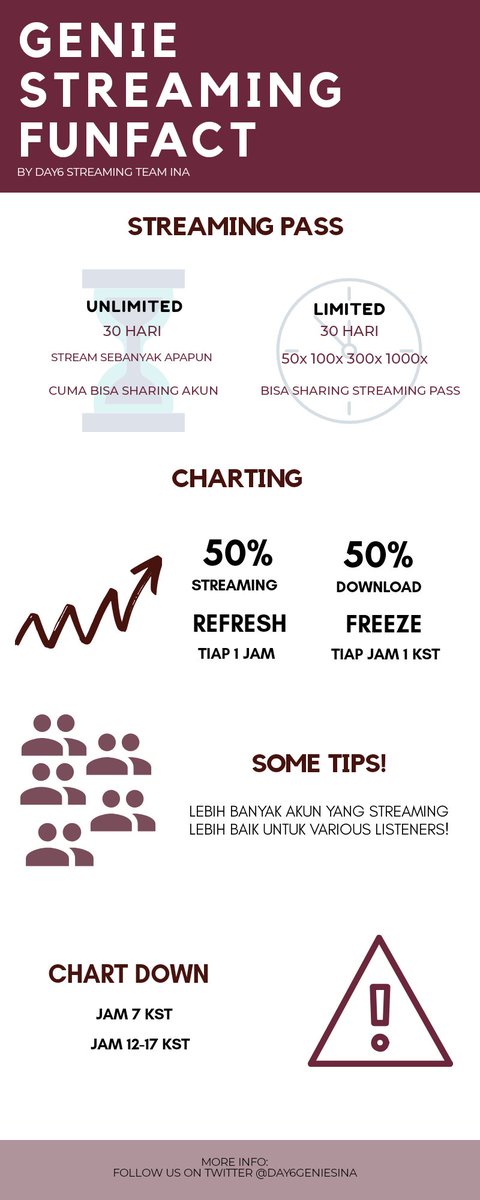 GENIE
STREAMING
FUNFACT
BY DAY6 STREAMING TEAM INA
STREAMING PASS
UNLIMITED
30 HARI
STREAM SEBANYAK APAPUN
CUMA BISA SHARING AKUN
LIMITED
30 HARI
50x 100x 300x 1000x
BISA SHARING STREAMING PASS
CHARTING
50%
STREAMING
REFRESH
TIAP 1 JAM
50%
DOWNLOAD
FREEZE
TIAP JAM 1 KST
SOME TIPS!
LEBIH BANYAK AKUN YANG STREAMING
LEBIH BAIK UNTUK VARIOUS LISTENERS!
CHART DOWN
JAM 7 KST
JAM 12-17 KST
MORE INFO:
FOLLOW US ON TWITTER @DAY6GENIESINA